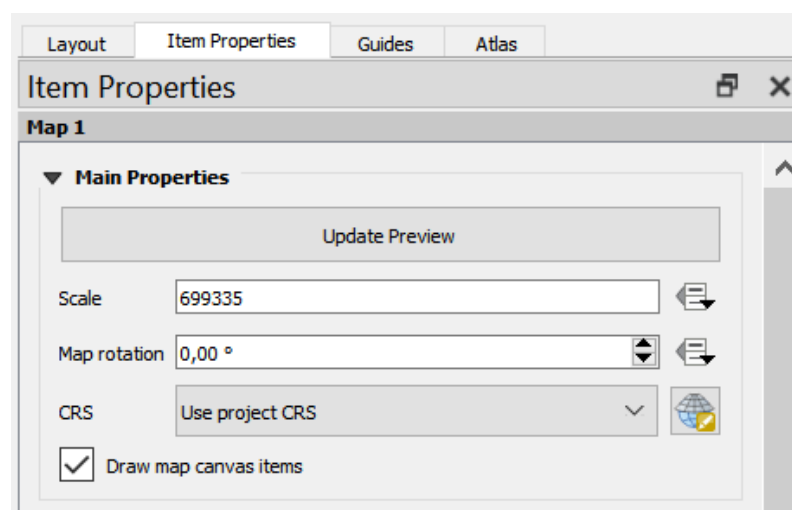 Layout Item Properties Guides Atlas
Item Properties
Map 1
Main Properties
Update Preview
Scale 699335
Map rotation 0,00 °
CRS Use project CRS
Draw map canvas items